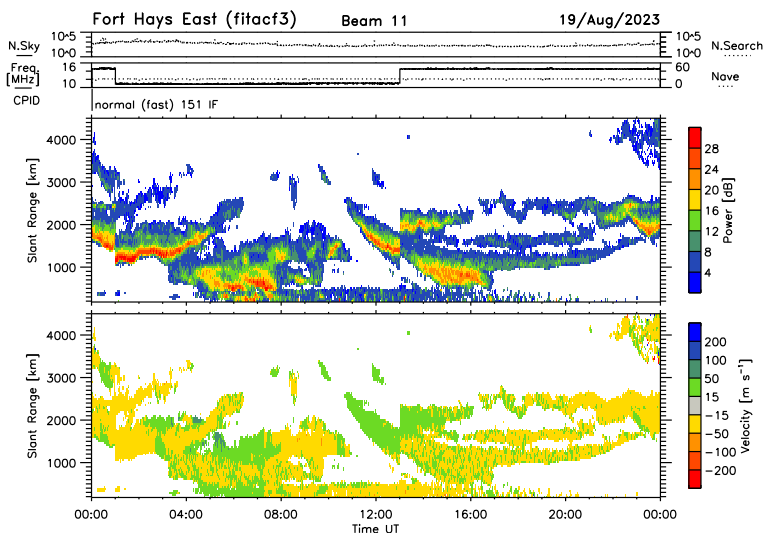 Fort Hays East (fitacf3) Beam 11 19/Aug/2023
N.Sky 10+5 10+0 10+5 10+0 N.Search
Freq. [MHz] 16 10 60 0 Nave
CPID normal (fast) 151 IF
Slant Range [km] 4000 3000 2000 1000
Power [dB] 28 24 20 16 12 8 4
Slant Range [km] 4000 3000 2000 1000
Velocity [m s⁻¹] 200 100 50 15 −15 −50 −100 −200
00:00 04:00 08:00 12:00 16:00 20:00 00:00
Time UT